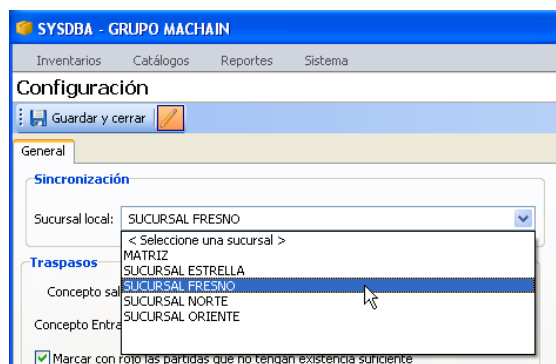 SYSDBA - GRUPO MACHAIN
Inventarios Catálogos Reportes Sistema
Configuración
Guardar y cerrar
General
Sincronización
Sucursal local: SUCURSAL FRESNO
< Seleccione una sucursal >
MATRIZ
Traspasos
SUCURSAL ESTRELLA
Concepto sal
SUCURSAL FRESNO
SUCURSAL NORTE
Concepto Entra
SUCURSAL ORIENTE
Marcar con rojo las partidas que no tengan existencia suficiente